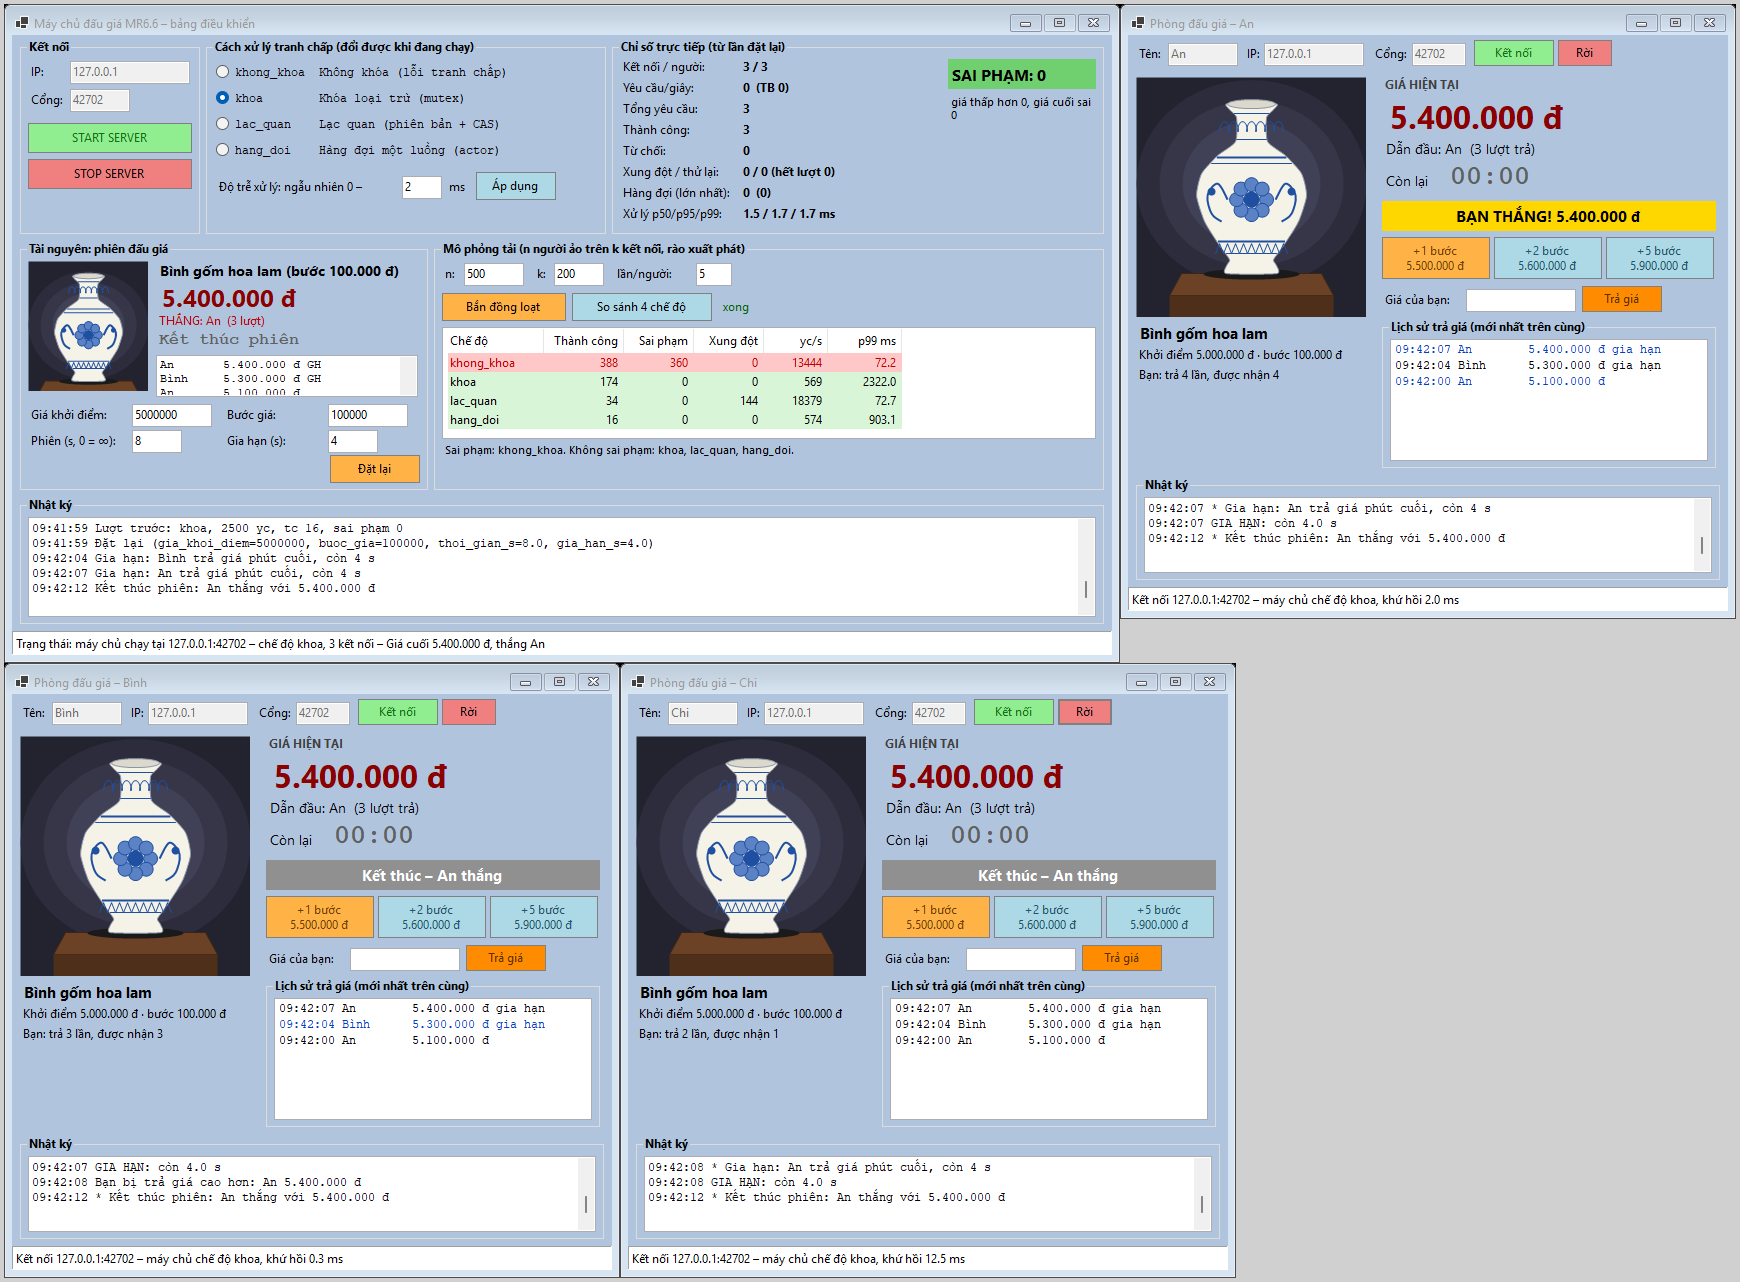 Máy chủ đấu giá MR6.6 – bảng điều khiển
Kết nối
IP: 127.0.0.1
Cổng: 42702
START SERVER
STOP SERVER
Cách xử lý tranh chấp (đổi được khi đang chạy)
khong_khoa Không khóa (lỗi tranh chấp)
khoa Khóa loại trừ (mutex)
lac_quan Lạc quan (phiên bản + CAS)
hang_doi Hàng đợi một luồng (actor)
Độ trễ xử lý: ngẫu nhiên 0 – 2 ms Áp dụng
Chỉ số trực tiếp (từ lần đặt lại)
Kết nối / người: 3 / 3
Yêu cầu/giây: 0 (TB 0)
Tổng yêu cầu: 3
Thành công: 3
Từ chối: 0
Xung đột / thử lại: 0 / 0 (hết lượt 0)
Hàng đợi (lớn nhất): 0 (0)
Xử lý p50/p95/p99: 1.5 / 1.7 / 1.7 ms
SAI PHẠM: 0
giá thấp hơn 0, giá cuối sai
0
Tài nguyên: phiên đấu giá
Bình gốm hoa lam (bước 100.000 đ)
5.400.000 đ
THẮNG: An (3 lượt)
Kết thúc phiên
An 5.400.000 đ GH
Bình 5.300.000 đ GH
An 5.100.000 đ
Giá khởi điểm: 5000000 Bước giá: 100000
Phiên (s, 0 = ∞): 8 Gia hạn (s): 4
Đặt lại
Mô phỏng tải (n người ảo trên k kết nối, rào xuất phát)
n: 500 k: 200 lần/người: 5
Bắn đồng loạt So sánh 4 chế độ xong
Chế độ Thành công Sai phạm Xung đột yc/s p99 ms
khong_khoa 388 360 0 13444 72.2
khoa 174 0 0 569 2322.0
lac_quan 34 0 144 18379 72.7
hang_doi 16 0 0 574 903.1
Sai phạm: khong_khoa. Không sai phạm: khoa, lac_quan, hang_doi.
Nhật ký
09:41:59 Lượt trước: khoa, 2500 yc, tc 16, sai phạm 0
09:41:59 Đặt lại (gia_khoi_diem=5000000, buoc_gia=100000, thoi_gian_s=8.0, gia_han_s=4.0)
09:42:04 Gia hạn: Bình trả giá phút cuối, còn 4 s
09:42:07 Gia hạn: An trả giá phút cuối, còn 4 s
09:42:12 Kết thúc phiên: An thắng với 5.400.000 đ
Trạng thái: máy chủ chạy tại 127.0.0.1:42702 – chế độ khoa, 3 kết nối – Giá cuối 5.400.000 đ, thắng An
Phòng đấu giá – An
Tên: An IP: 127.0.0.1 Cổng: 42702 Kết nối Rời
GIÁ HIỆN TẠI
5.400.000 đ
Dẫn đầu: An (3 lượt trả)
Còn lại 00:00
BẠN THẮNG! 5.400.000 đ
+1 bước +2 bước +5 bước
5.500.000 đ 5.600.000 đ 5.900.000 đ
Giá của bạn: Trả giá
Bình gốm hoa lam
Khởi điểm 5.000.000 đ · bước 100.000 đ
Bạn: trả 4 lần, được nhận 4
Lịch sử trả giá (mới nhất trên cùng)
09:42:07 An 5.400.000 đ gia hạn
09:42:04 Bình 5.300.000 đ gia hạn
09:42:00 An 5.100.000 đ
Nhật ký
09:42:07 * Gia hạn: An trả giá phút cuối, còn 4 s
09:42:07 GIA HẠN: còn 4.0 s
09:42:12 * Kết thúc phiên: An thắng với 5.400.000 đ
Kết nối 127.0.0.1:42702 – máy chủ chế độ khoa, khứ hồi 2.0 ms
Phòng đấu giá – Bình
Tên: Bình IP: 127.0.0.1 Cổng: 42702 Kết nối Rời
GIÁ HIỆN TẠI
5.400.000 đ
Dẫn đầu: An (3 lượt trả)
Còn lại 00:00
Kết thúc – An thắng
+1 bước +2 bước +5 bước
5.500.000 đ 5.600.000 đ 5.900.000 đ
Giá của bạn: Trả giá
Bình gốm hoa lam
Khởi điểm 5.000.000 đ · bước 100.000 đ
Bạn: trả 3 lần, được nhận 3
Lịch sử trả giá (mới nhất trên cùng)
09:42:07 An 5.400.000 đ gia hạn
09:42:04 Bình 5.300.000 đ gia hạn
09:42:00 An 5.100.000 đ
Nhật ký
09:42:07 GIA HẠN: còn 4.0 s
09:42:08 Bạn bị trả giá cao hơn: An 5.400.000 đ
09:42:12 * Kết thúc phiên: An thắng với 5.400.000 đ
Kết nối 127.0.0.1:42702 – máy chủ chế độ khoa, khứ hồi 0.3 ms
Phòng đấu giá – Chi
Tên: Chi IP: 127.0.0.1 Cổng: 42702 Kết nối Rời
GIÁ HIỆN TẠI
5.400.000 đ
Dẫn đầu: An (3 lượt trả)
Còn lại 00:00
Kết thúc – An thắng
+1 bước +2 bước +5 bước
5.500.000 đ 5.600.000 đ 5.900.000 đ
Giá của bạn: Trả giá
Bình gốm hoa lam
Khởi điểm 5.000.000 đ · bước 100.000 đ
Bạn: trả 2 lần, được nhận 1
Lịch sử trả giá (mới nhất trên cùng)
09:42:07 An 5.400.000 đ gia hạn
09:42:04 Bình 5.300.000 đ gia hạn
09:42:00 An 5.100.000 đ
Nhật ký
09:42:08 * Gia hạn: An trả giá phút cuối, còn 4 s
09:42:08 GIA HẠN: còn 4.0 s
09:42:12 * Kết thúc phiên: An thắng với 5.400.000 đ
Kết nối 127.0.0.1:42702 – máy chủ chế độ khoa, khứ hồi 12.5 ms